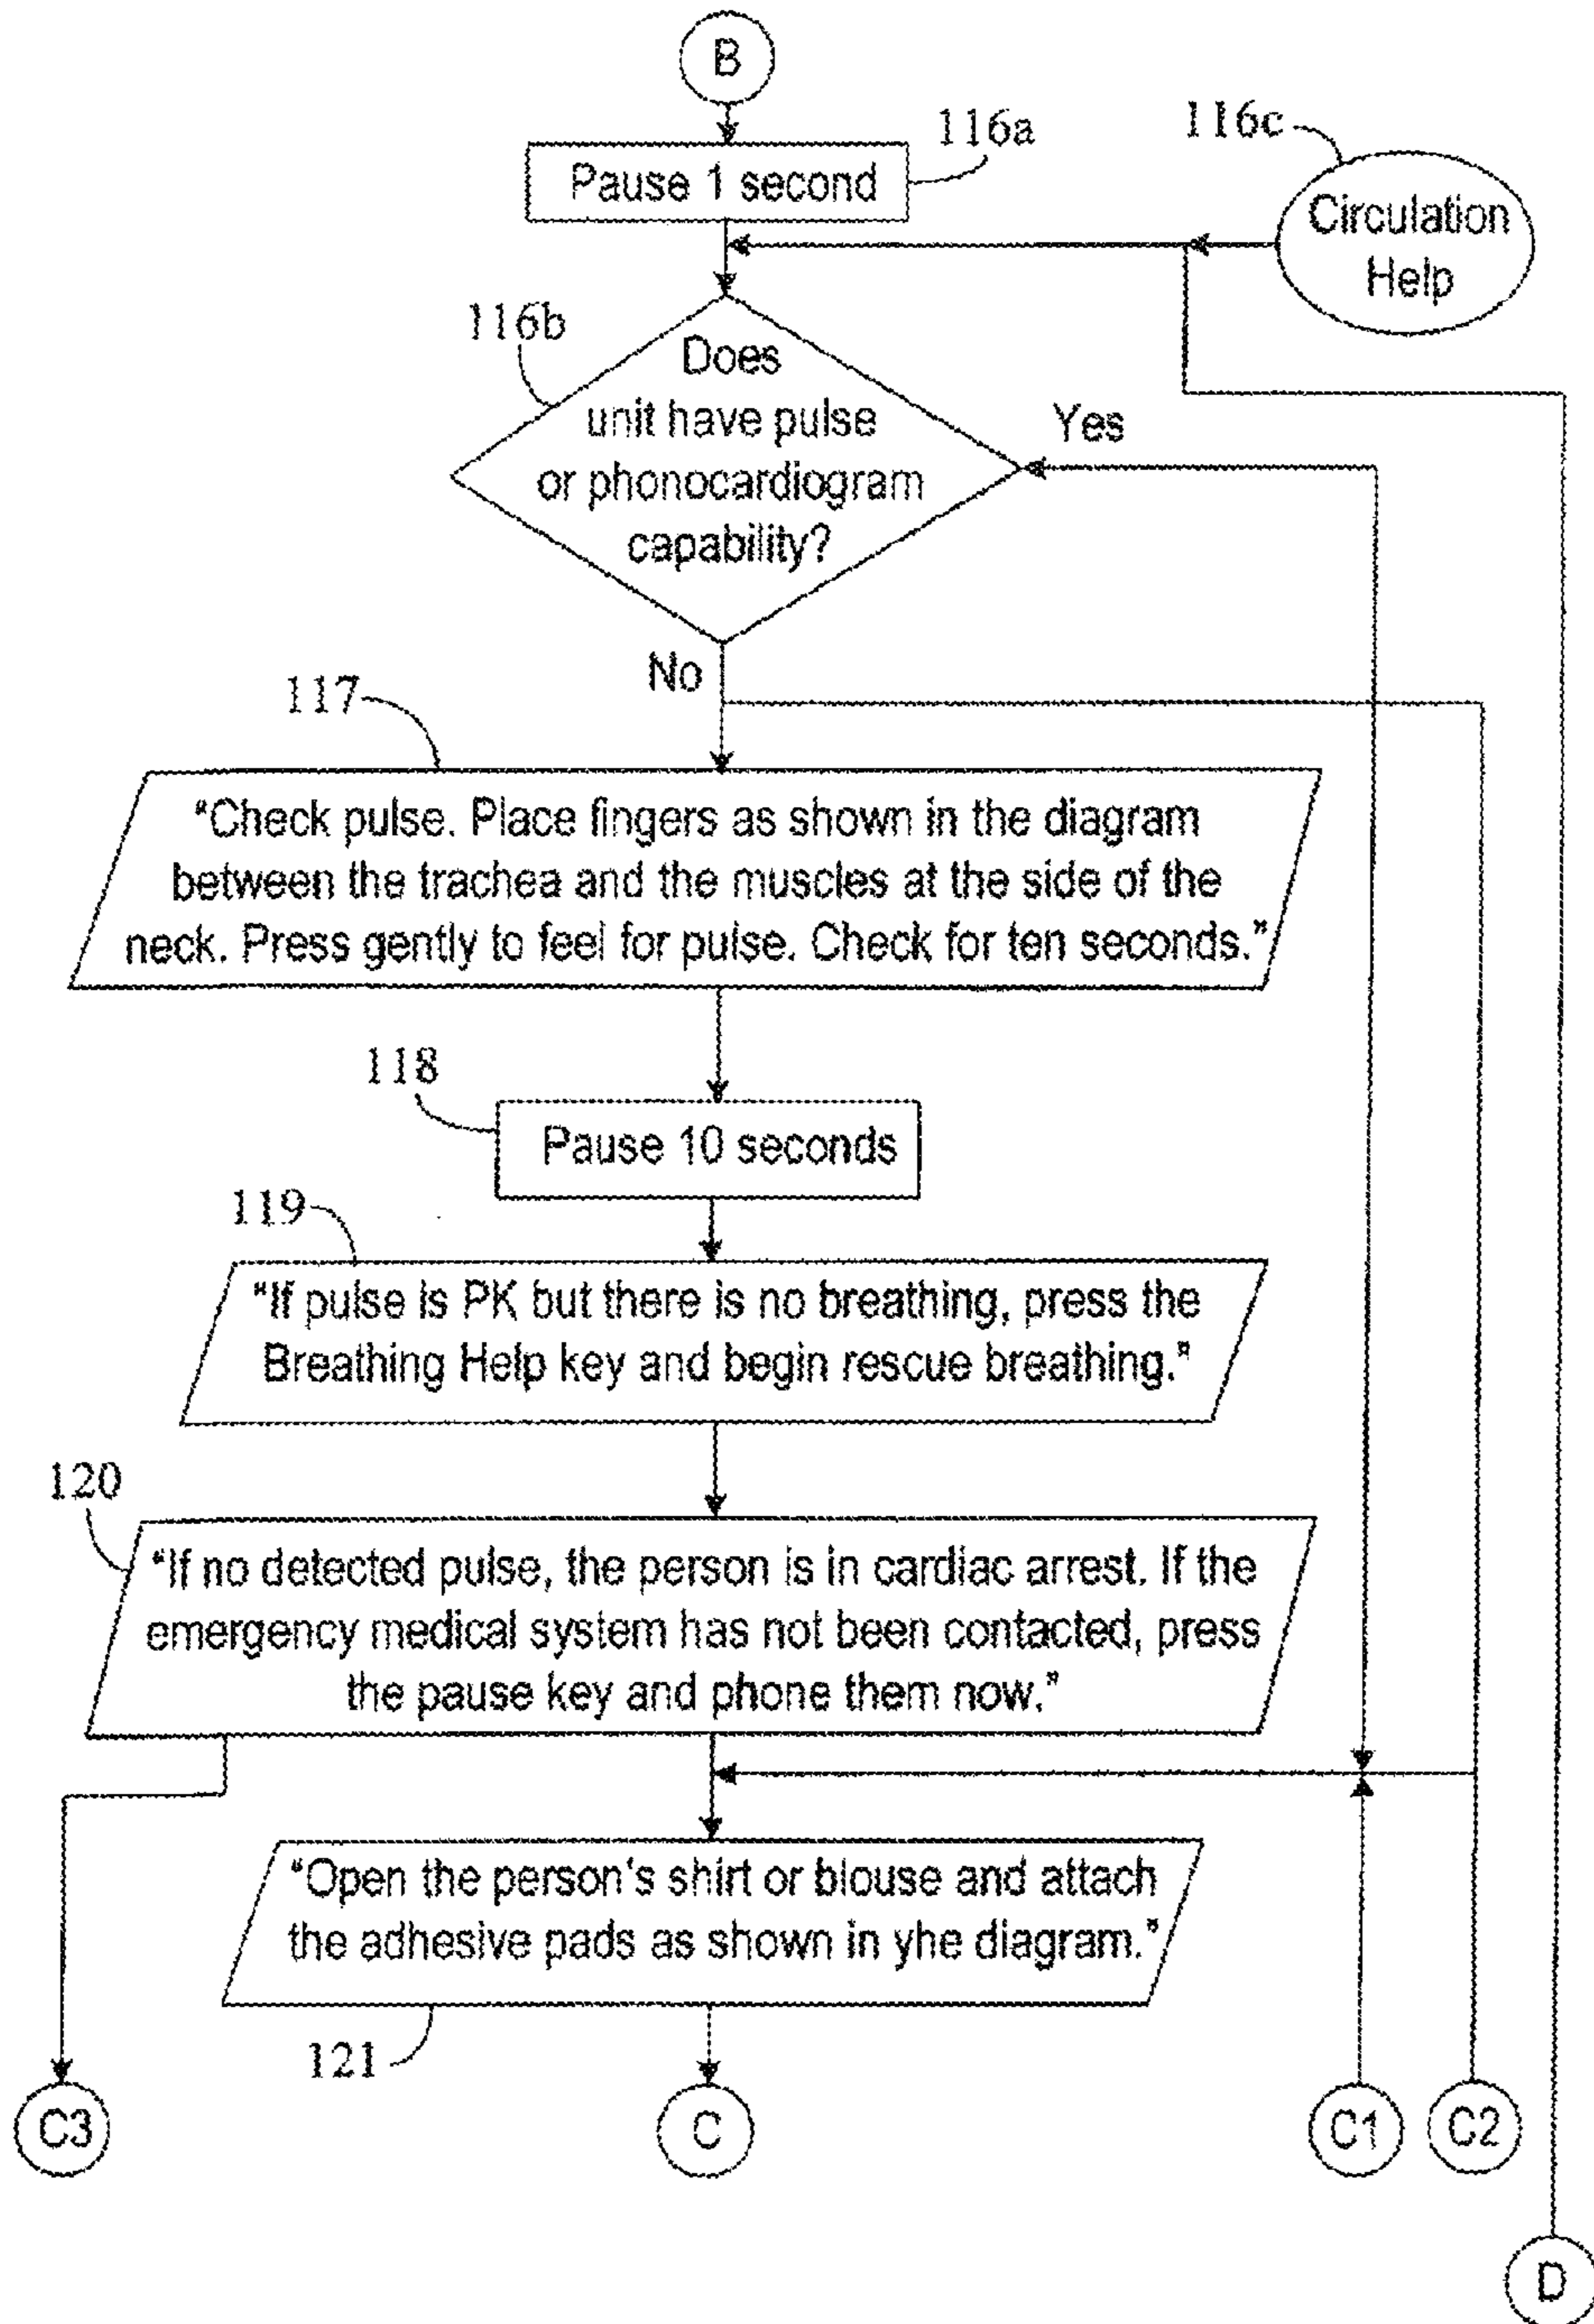 B
116a
Pause 1 second
116c
Circulation
Help
116b
Does
unit have pulse
or phonocardiogram
capability?
Yes
No
117
"Check pulse. Place fingers as shown in the diagram
between the trachea and the muscles at the side of the
neck. Press gently to feel for pulse. Check for ten seconds."
118
Pause 10 seconds
119
"If pulse is PK but there is no breathing, press the
Breathing Help key and begin rescue breathing."
120
"If no detected pulse, the person is in cardiac arrest. If the
emergency medical system has not been contacted, press
the pause key and phone them now."
"Open the person's shirt or blouse and attach
the adhesive pads as shown in yhe diagram."
121
C3
C
C1
C2
D